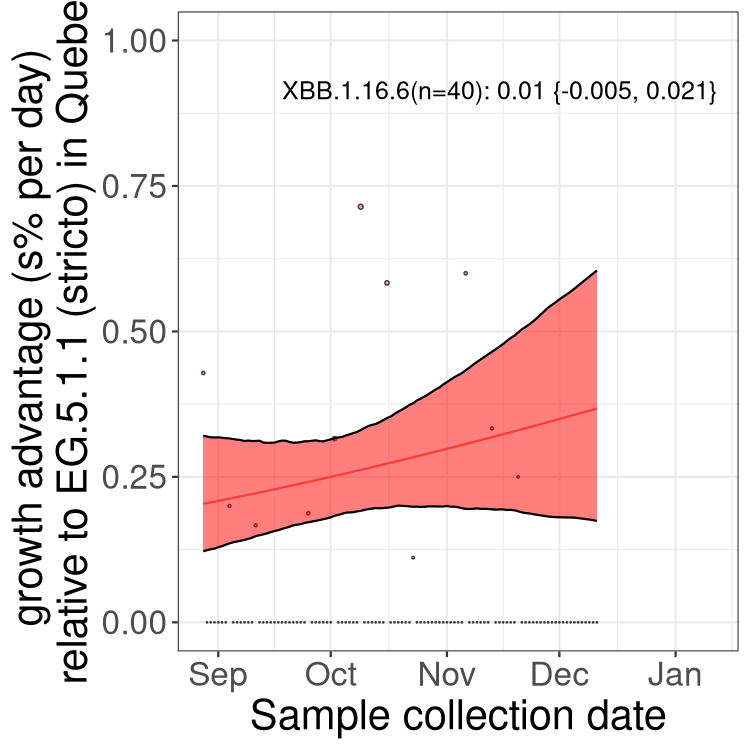 growth advantage (s% per day)
relative to EG.5.1.1 (stricto) in Quebe
1.00
0.75
0.50
0.25
0.00
XBB.1.16.6(n=40): 0.01 {-0.005, 0.021}
Sep Oct Nov Dec Jan
Sample collection date